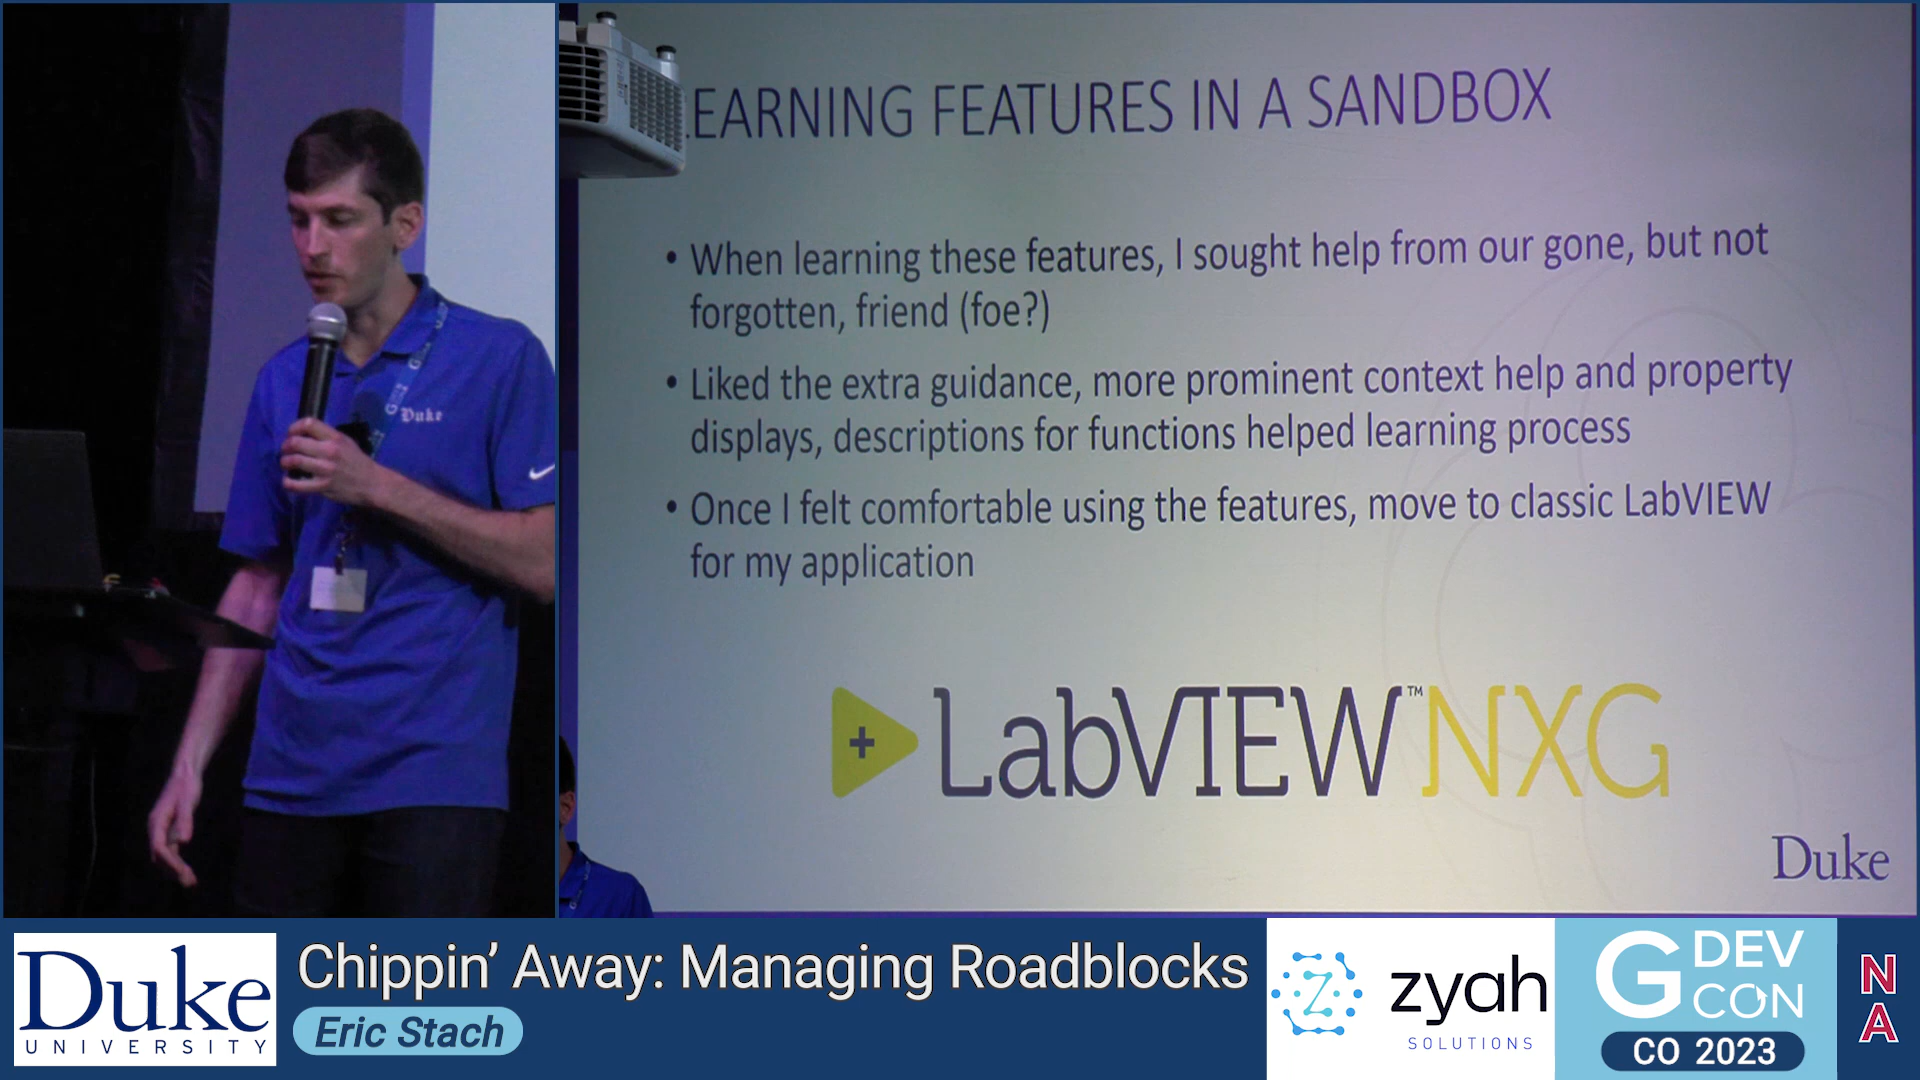 LEARNING FEATURES IN A SANDBOX
• When learning these features, I sought help from our gone, but not
forgotten, friend (foe?)
• Liked the extra guidance, more prominent context help and property
displays, descriptions for functions helped learning process
• Once I felt comfortable using the features, move to classic LabVIEW
for my application
LabVIEW™ NXG
Duke
Duke
Duke
UNIVERSITY
Chippin’ Away: Managing Roadblocks
Eric Stach
zyah
SOLUTIONS
G DEV
CON
CO 2023
N
A